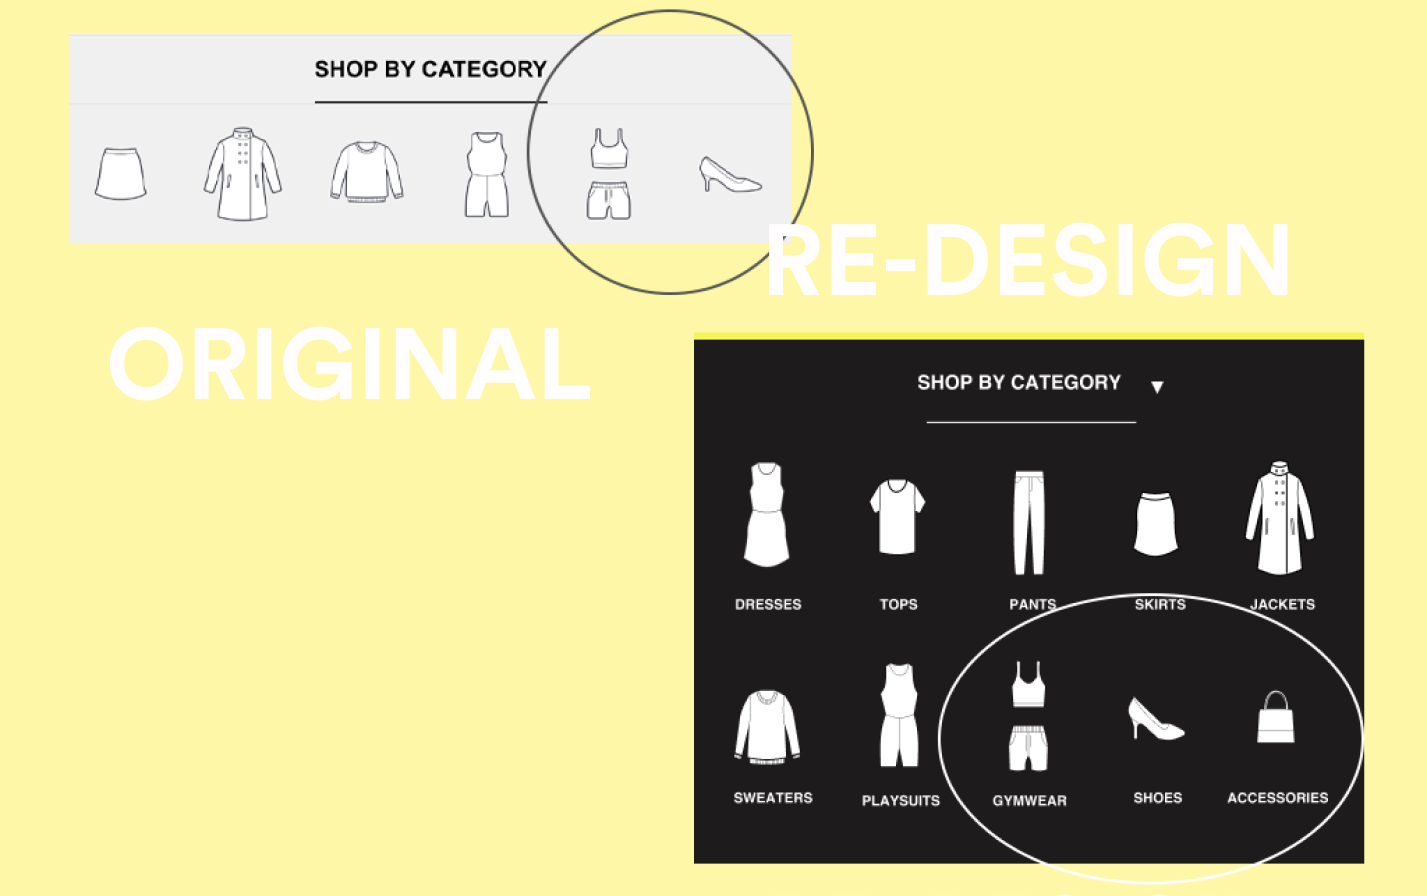 SHOP BY CATEGORY
RE-DESIGN
ORIGINAL
SHOP BY CATEGORY ▼
DRESSES TOPS PANTS SKIRTS JACKETS
SWEATERS PLAYSUITS GYMWEAR SHOES ACCESSORIES